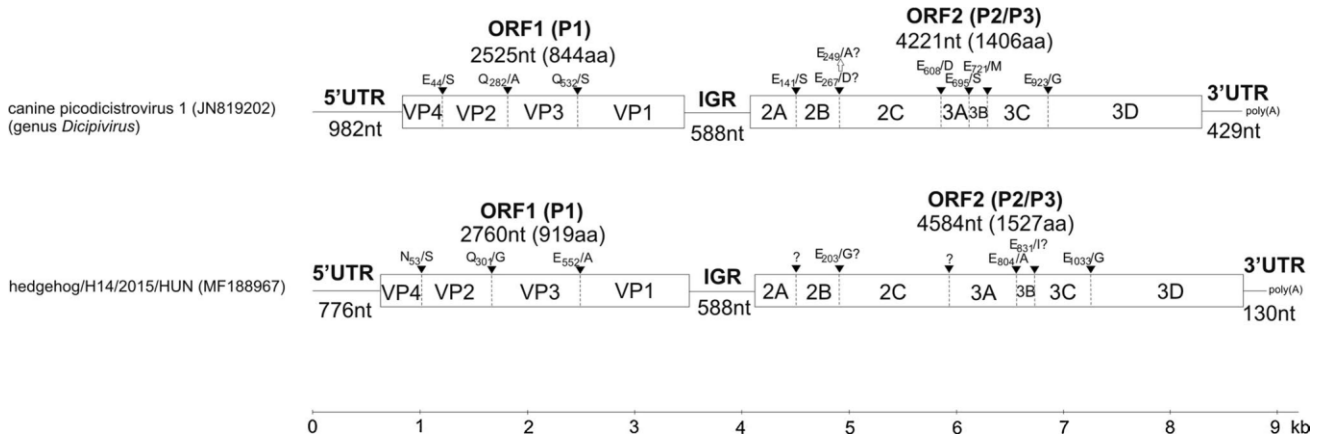 ORF1 (P1)
2525nt (844aa)
ORF2 (P2/P3)
4221nt (1406aa)
E249/A?
E44/S Q282/A Q532/S E141/S E267/D? E608/D E695/S E721/M E923/G
canine picodicistrovirus 1 (JN819202)
(genus Dicipivirus)
5’UTR
982nt
VP4 VP2 VP3 VP1
IGR
588nt
2A 2B 2C 3A 3B 3C 3D
3’UTR
poly(A)
429nt
ORF1 (P1)
2760nt (919aa)
ORF2 (P2/P3)
4584nt (1527aa)
N53/S Q301/G E552/A ? E203/G? ? E804/A E831/I? E1033/G
hedgehog/H14/2015/HUN (MF188967)
5’UTR
776nt
VP4 VP2 VP3 VP1
IGR
588nt
2A 2B 2C 3A 3B 3C 3D
3’UTR
poly(A)
130nt
0 1 2 3 4 5 6 7 8 9 kb